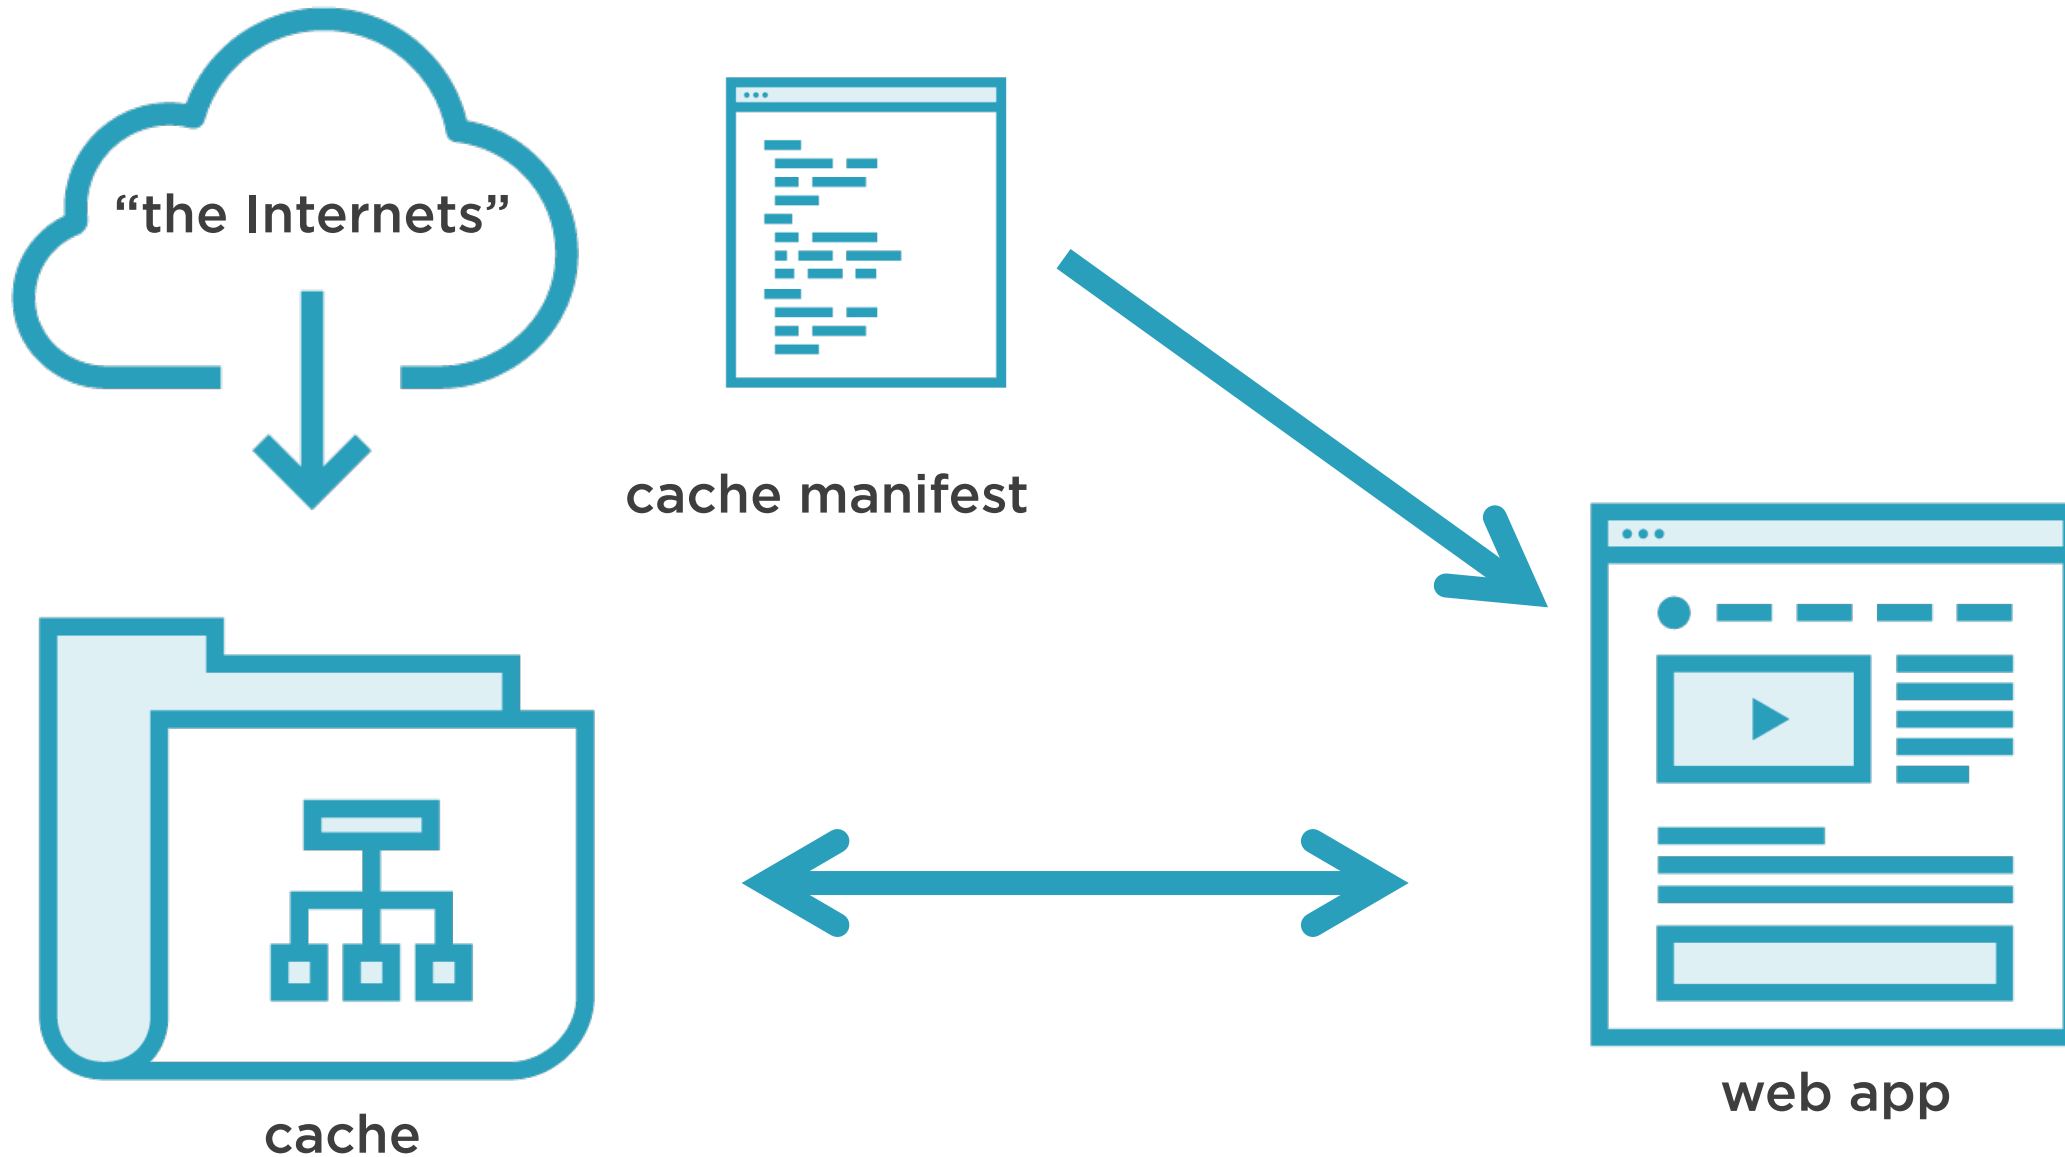 “the Internets”
cache manifest
web app
cache